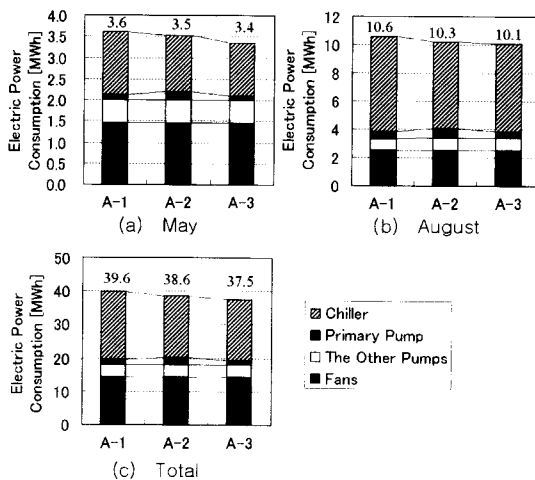 Electric Power
Consumption [MWh]
4.0
3.5
3.0
2.5
2.0
1.5
1.0
0.5
0.0
3.6
3.5
3.4
A-1
A-2
A-3
(a) May
Electric Power
Consumption [MWh]
12
10
8
6
4
2
0
10.6
10.3
10.1
A-1
A-2
A-3
(b) August
Electric Power
Consumption [MWh]
50
40
30
20
10
0
39.6
38.6
37.5
A-1
A-2
A-3
(c) Total
Chiller
Primary Pump
The Other Pumps
Fans